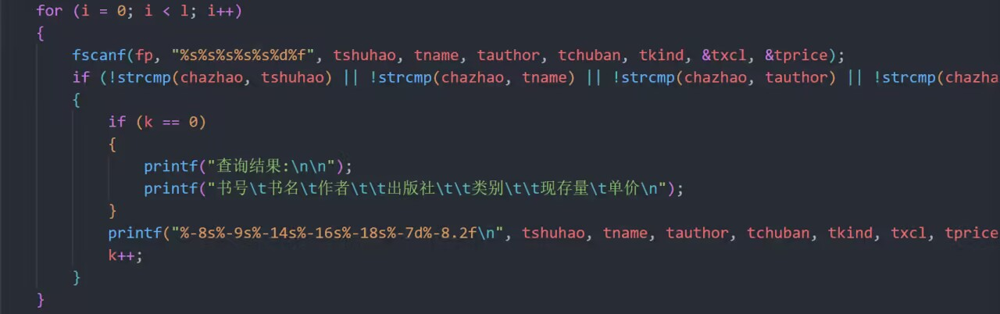 for (i = 0; i < l; i++)
{
fscanf(fp, "%s%s%s%s%s%d%f", tshuhao, tname, tauthor, tchuban, tkind, &txcl, &tprice);
if (!strcmp(chazhao, tshuhao) || !strcmp(chazhao, tname) || !strcmp(chazhao, tauthor) || !strcmp(chazha
{
if (k == 0)
{
printf("查询结果:\n\n");
printf("书号\t书名\t作者\t\t出版社\t\t类别\t\t现存量\t单价\n");
}
printf("%-8s%-9s%-14s%-16s%-18s%-7d%-8.2f\n", tshuhao, tname, tauthor, tchuban, tkind, txcl, tprice
k++;
}
}